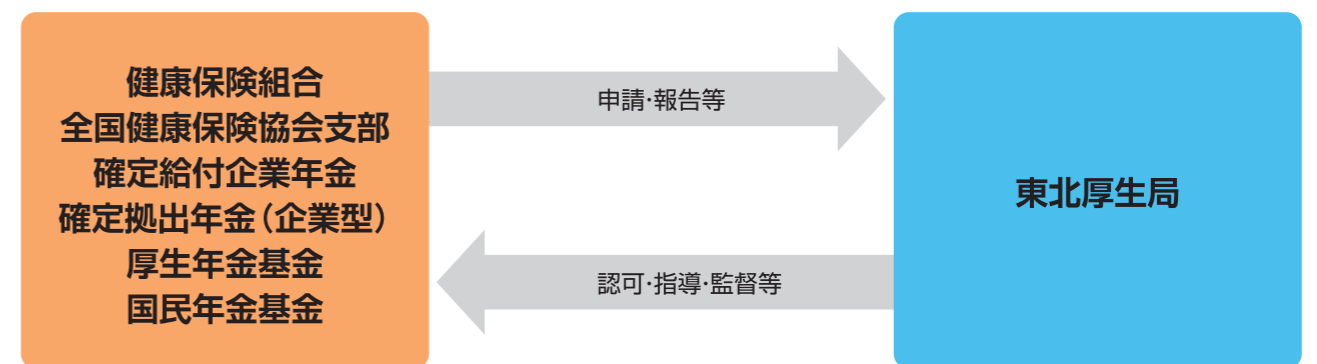 健康保険組合
全国健康保険協会支部
確定給付企業年金
確定拠出年金（企業型）
厚生年金基金
国民年金基金
申請・報告等
認可・指導・監督等
東北厚生局